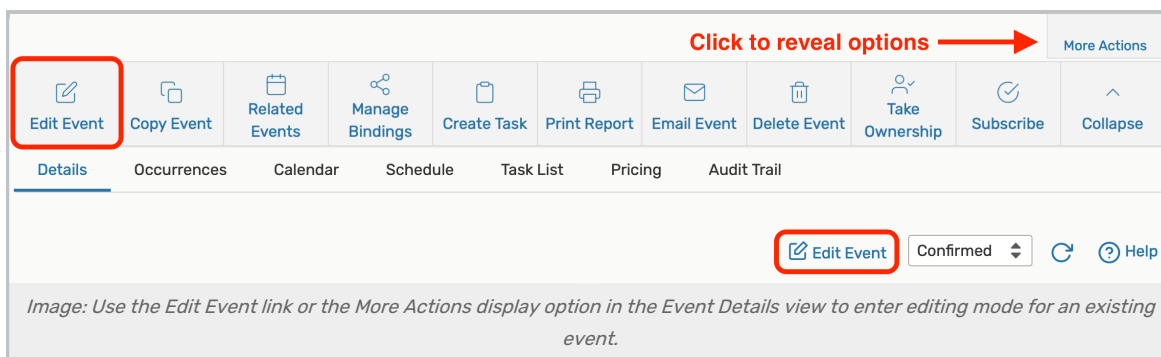 Click to reveal options
More Actions
Edit Event
Copy Event
Related
Events
Manage
Bindings
Create Task
Print Report
Email Event
Delete Event
Take
Ownership
Subscribe
Collapse
Details Occurrences Calendar Schedule Task List Pricing Audit Trail
Edit Event Confirmed Help
Image: Use the Edit Event link or the More Actions display option in the Event Details view to enter editing mode for an existing
event.